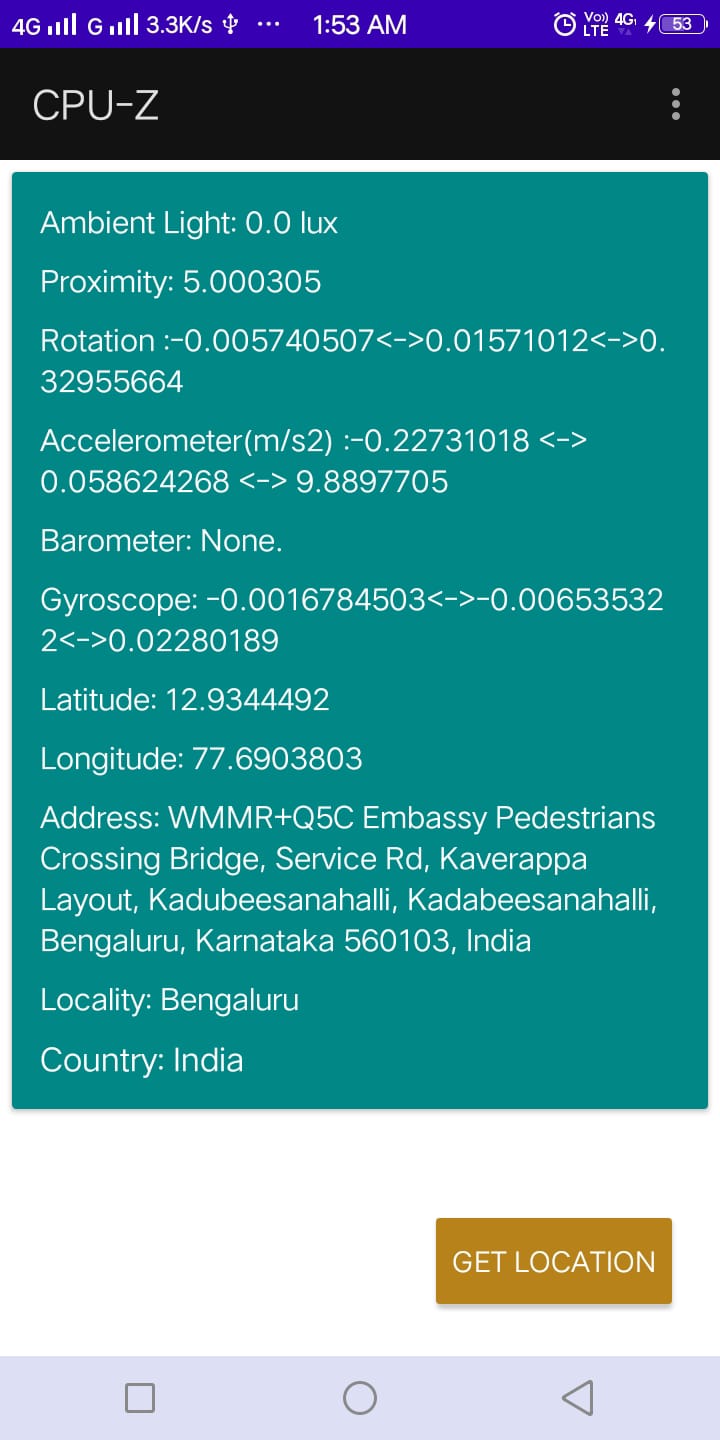 4G G 3.3K/s ... 1:53 AM Vo) LTE 4G 53
CPU-Z
Ambient Light: 0.0 lux
Proximity: 5.000305
Rotation :-0.005740507<->0.01571012<->0.
32955664
Accelerometer(m/s2) :-0.22731018 <->
0.058624268 <-> 9.8897705
Barometer: None.
Gyroscope: -0.0016784503<->-0.00653532
2<->0.02280189
Latitude: 12.9344492
Longitude: 77.6903803
Address: WMMR+Q5C Embassy Pedestrians
Crossing Bridge, Service Rd, Kaverappa
Layout, Kadubeesanahalli, Kadabeesanahalli,
Bengaluru, Karnataka 560103, India
Locality: Bengaluru
Country: India
GET LOCATION